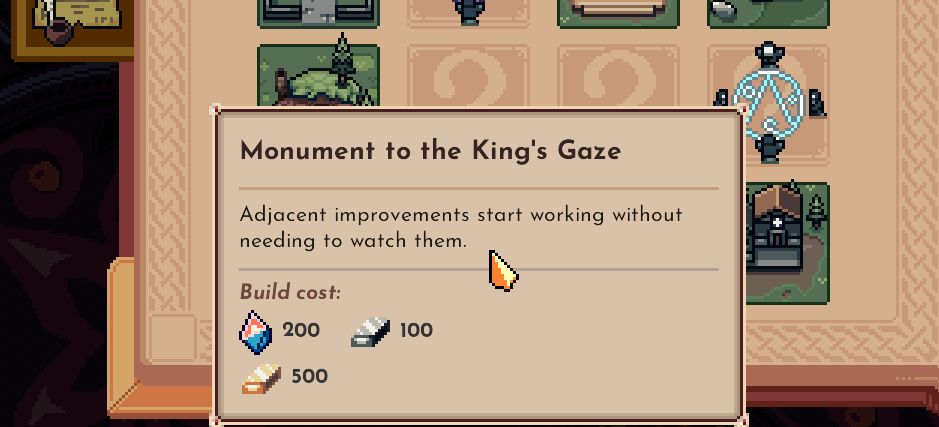 Monument to the King's Gaze
Adjacent improvements start working without
needing to watch them.
Build cost:
200 100
500